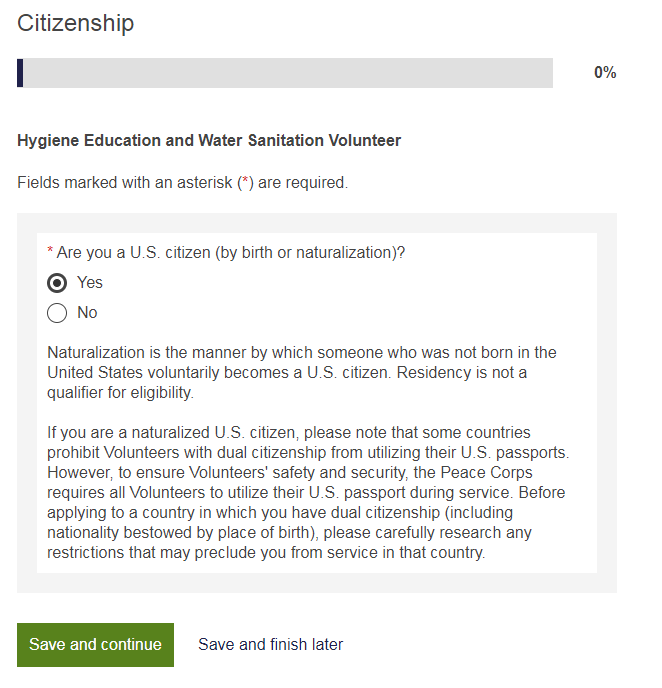 Citizenship
0%
Hygiene Education and Water Sanitation Volunteer
Fields marked with an asterisk (*) are required.
* Are you a U.S. citizen (by birth or naturalization)?
Yes
No
Naturalization is the manner by which someone who was not born in the
United States voluntarily becomes a U.S. citizen. Residency is not a
qualifier for eligibility.
If you are a naturalized U.S. citizen, please note that some countries
prohibit Volunteers with dual citizenship from utilizing their U.S. passports.
However, to ensure Volunteers' safety and security, the Peace Corps
requires all Volunteers to utilize their U.S. passport during service. Before
applying to a country in which you have dual citizenship (including
nationality bestowed by place of birth), please carefully research any
restrictions that may preclude you from service in that country.
Save and continue Save and finish later